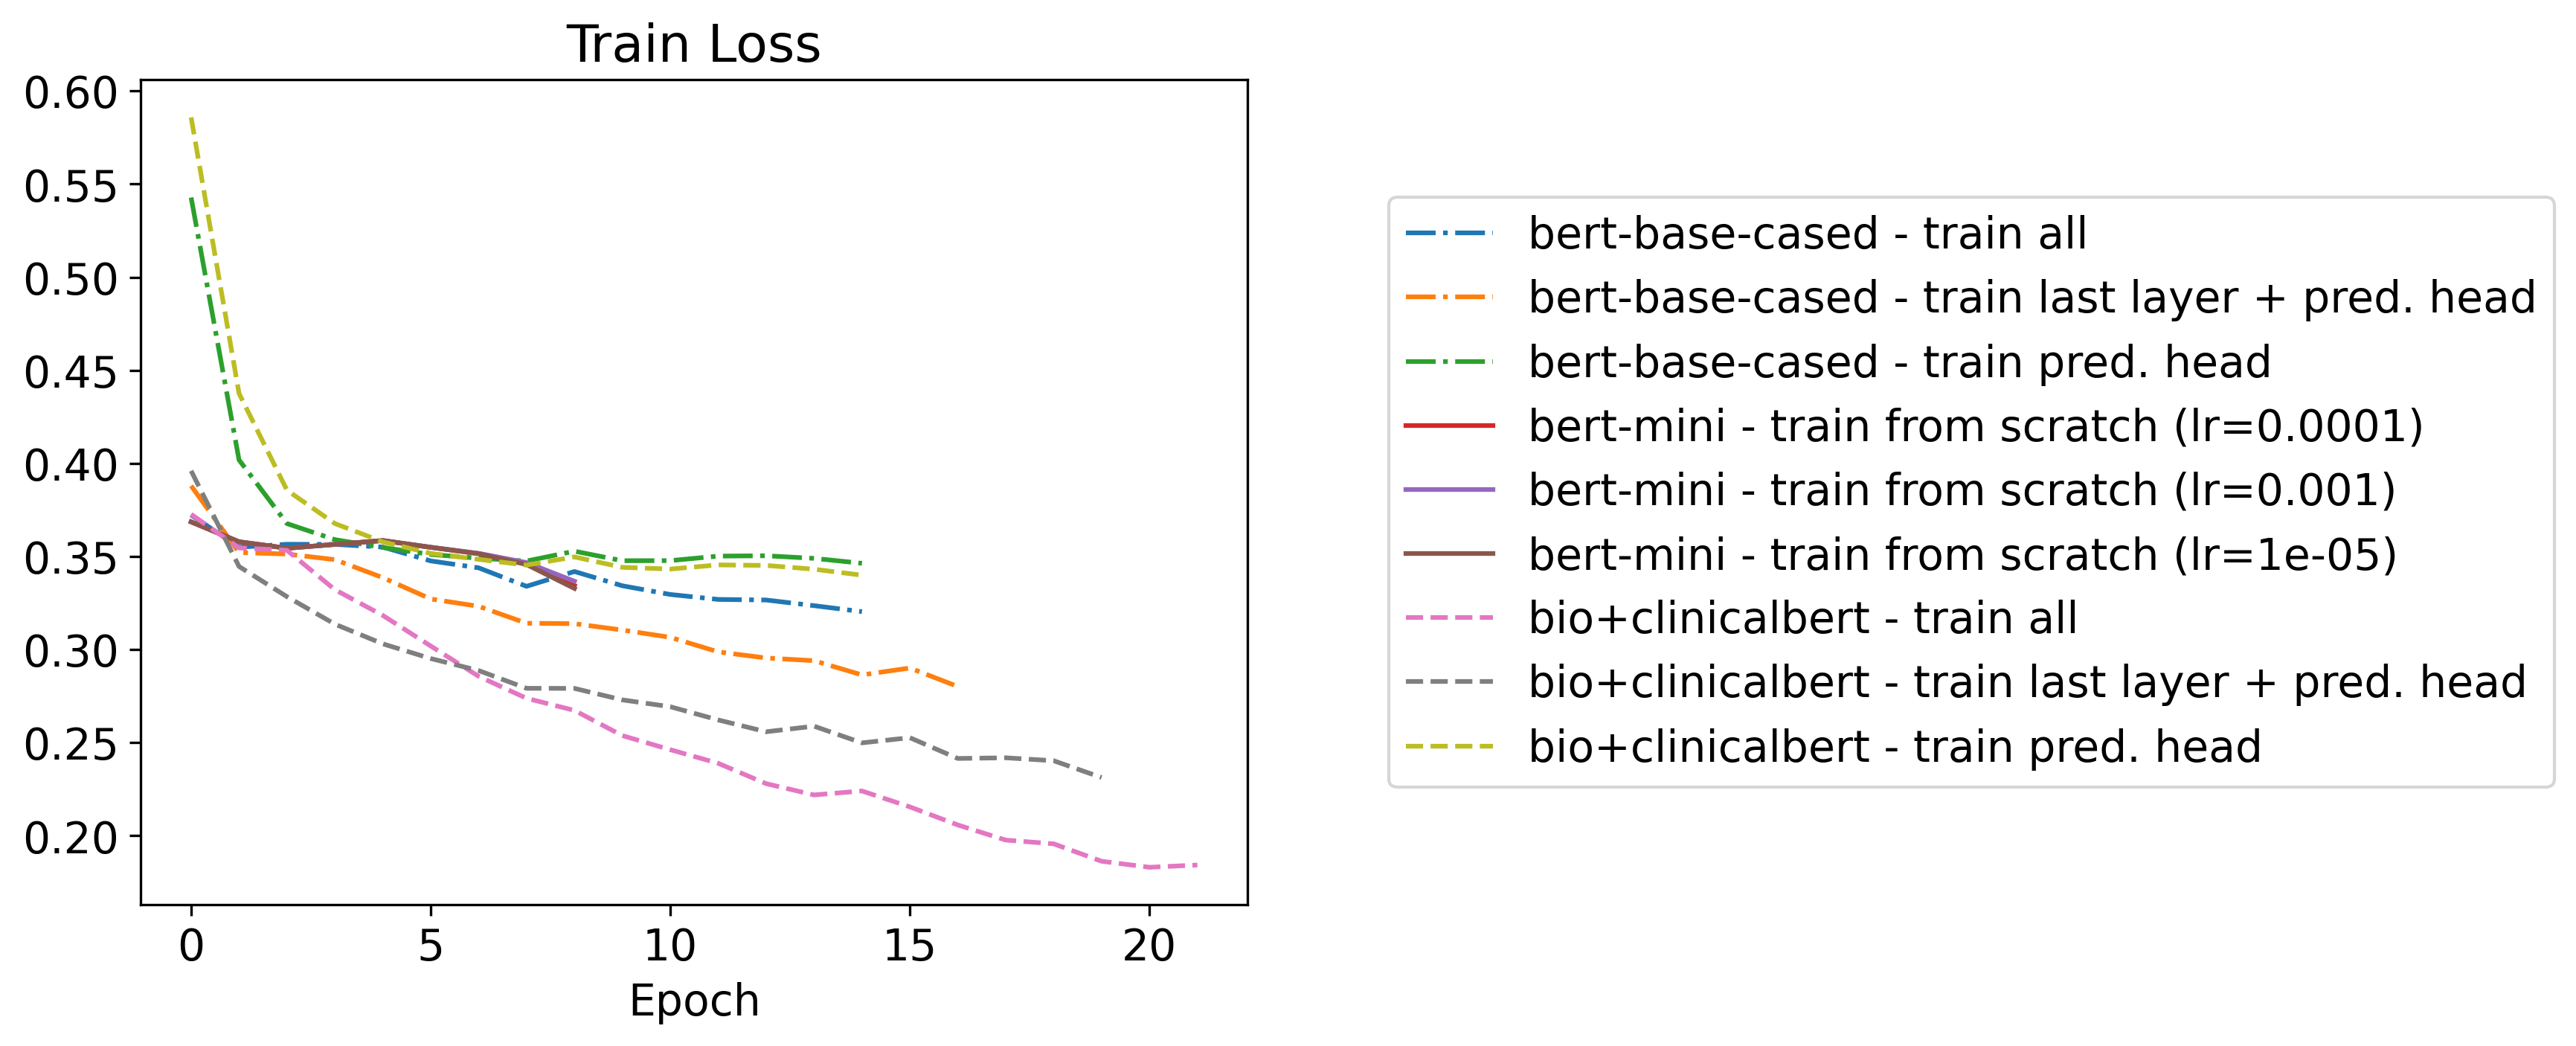 Train Loss
0.60
0.55
0.50
0.45
0.40
0.35
0.30
0.25
0.20
0 5 10 15 20
Epoch
bert-base-cased - train all
bert-base-cased - train last layer + pred. head
bert-base-cased - train pred. head
bert-mini - train from scratch (lr=0.0001)
bert-mini - train from scratch (lr=0.001)
bert-mini - train from scratch (lr=1e-05)
bio+clinicalbert - train all
bio+clinicalbert - train last layer + pred. head
bio+clinicalbert - train pred. head